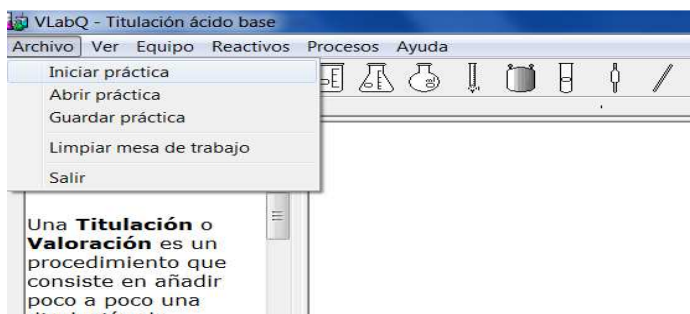 VLabQ - Titulación ácido base
Archivo Ver Equipo Reactivos Procesos Ayuda
Iniciar práctica
Abrir práctica
Guardar práctica
Limpiar mesa de trabajo
Salir
Una Titulación o
Valoración es un
procedimiento que
consiste en añadir
poco a poco una